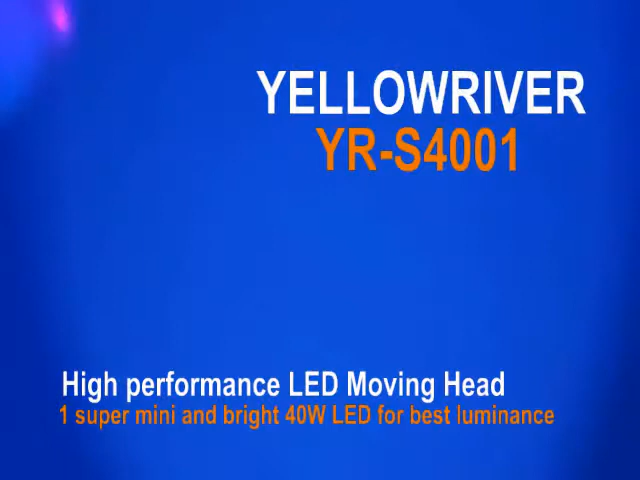 YELLOWRIVER
YR-S4001
High performance LED Moving Head
1 super mini and bright 40W LED for best luminance